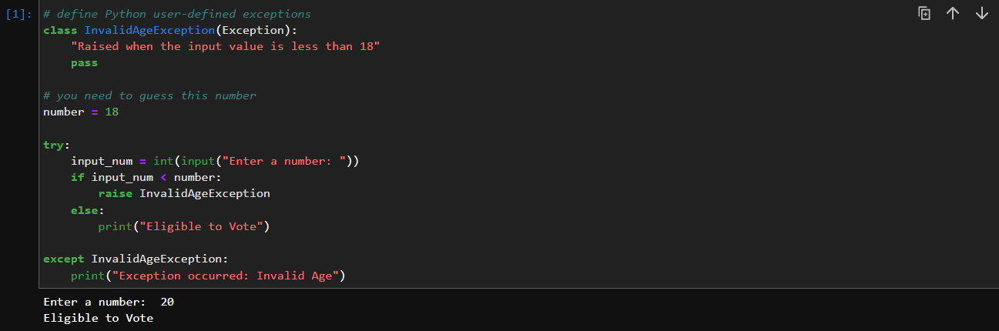 [1]: # define Python user-defined exceptions
class InvalidAgeException(Exception):
    "Raised when the input value is less than 18"
    pass

# you need to guess this number
number = 18

try:
    input_num = int(input("Enter a number: "))
    if input_num < number:
        raise InvalidAgeException
    else:
        print("Eligible to Vote")

except InvalidAgeException:
    print("Exception occurred: Invalid Age")
Enter a number:  20
Eligible to Vote